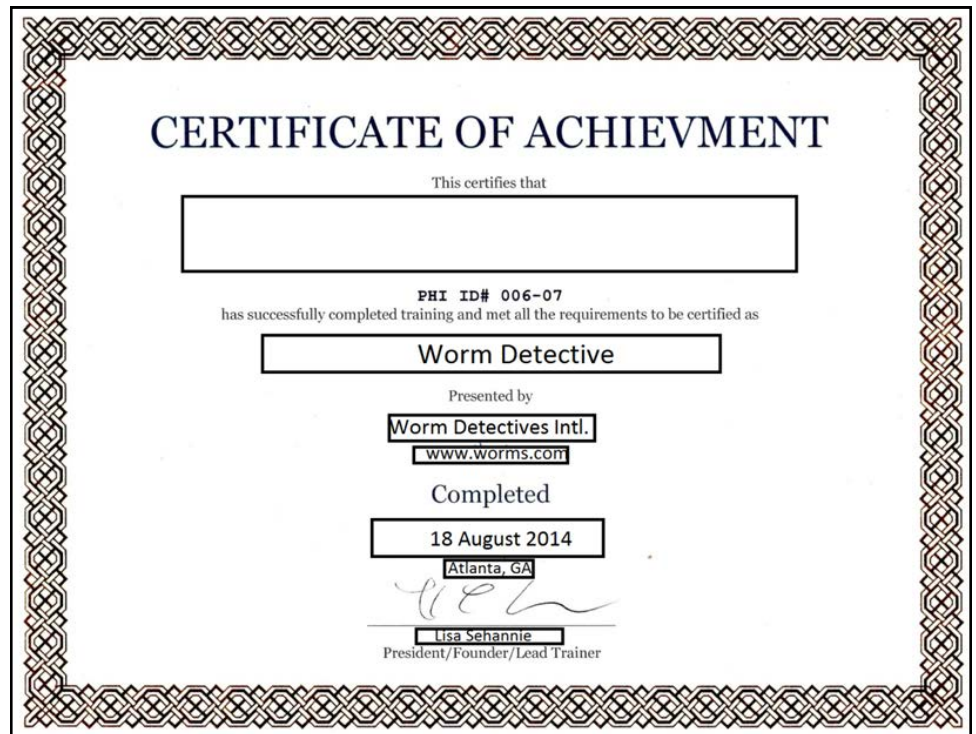 CERTIFICATE OF ACHIEVMENT
This certifies that
PHI ID# 006-07
has successfully completed training and met all the requirements to be certified as
Worm Detective
Presented by
Worm Detectives Intl.
www.worms.com
Completed
18 August 2014
Atlanta, GA
Lisa Sehannie
President/Founder/Lead Trainer